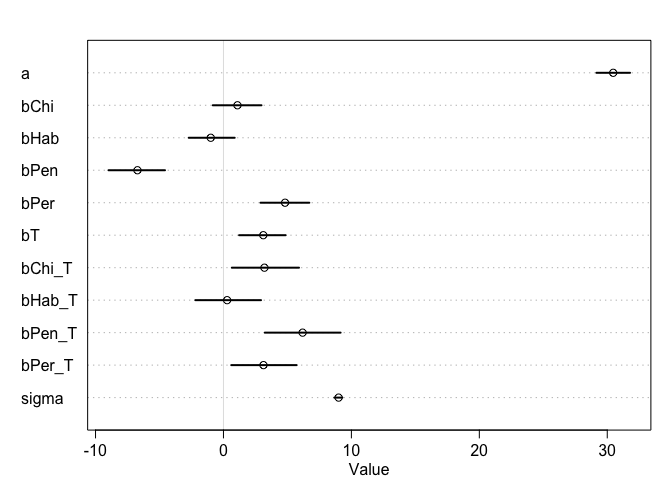 a
bChi
bHab
bPen
bPer
bT
bChi_T
bHab_T
bPen_T
bPer_T
sigma
-10 0 10 20 30
Value